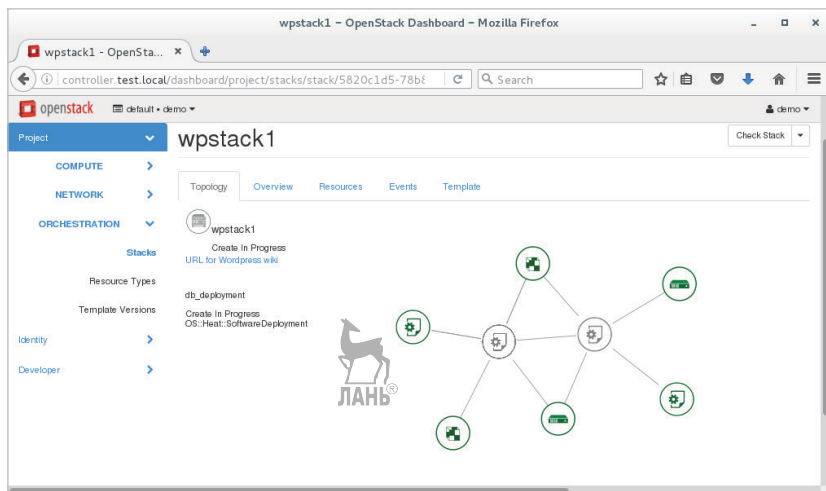 wpstack1 - OpenStack Dashboard - Mozilla Firefox
wpstack1 - OpenSta...
controller.test.local/dashboard/project/stacks/stack/5820c1d5-78b8
Search
openstack
default • demo
demo
Project
COMPUTE
NETWORK
ORCHESTRATION
Stacks
Resource Types
Template Versions
Identity
Developer
wpstack1
Check Stack
Topology Overview Resources Events Template
wpstack1
Create In Progress
URL for Wordpress wiki
db_deployment
Create In Progress
OS::Heat::SoftwareDeployment
ЛАНЬ®